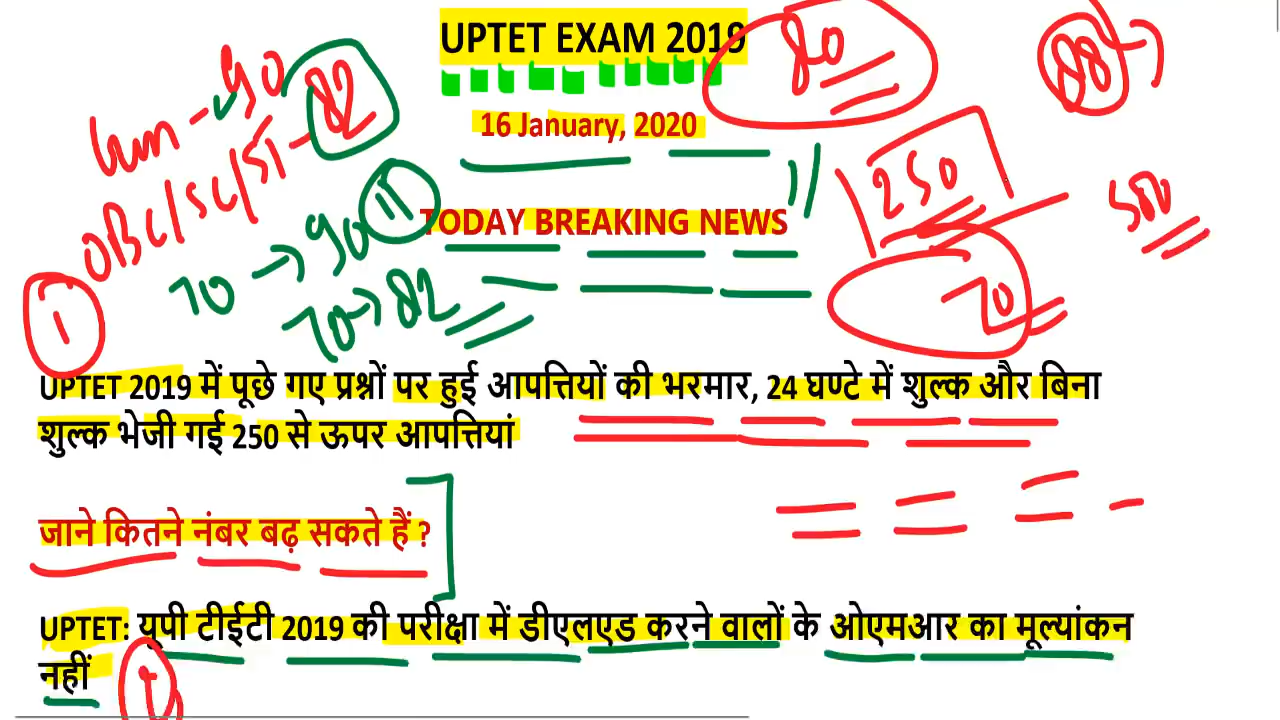 UPTET EXAM 2019
80
88
16 January, 2020
90
82
OBC/SC/ST
250
500
TODAY BREAKING NEWS
II
70 → 90
70 → 82
70
I
UPTET 2019 में पूछे गए प्रश्नों पर हुई आपत्तियों की भरमार, 24 घण्टे में शुल्क और बिना
शुल्क भेजी गई 250 से ऊपर आपत्तियां
जाने कितने नंबर बढ़ सकते हैं ?
UPTET: यूपी टीईटी 2019 की परीक्षा में डीएलएड करने वालों के ओएमआर का मूल्यांकन
नहीं